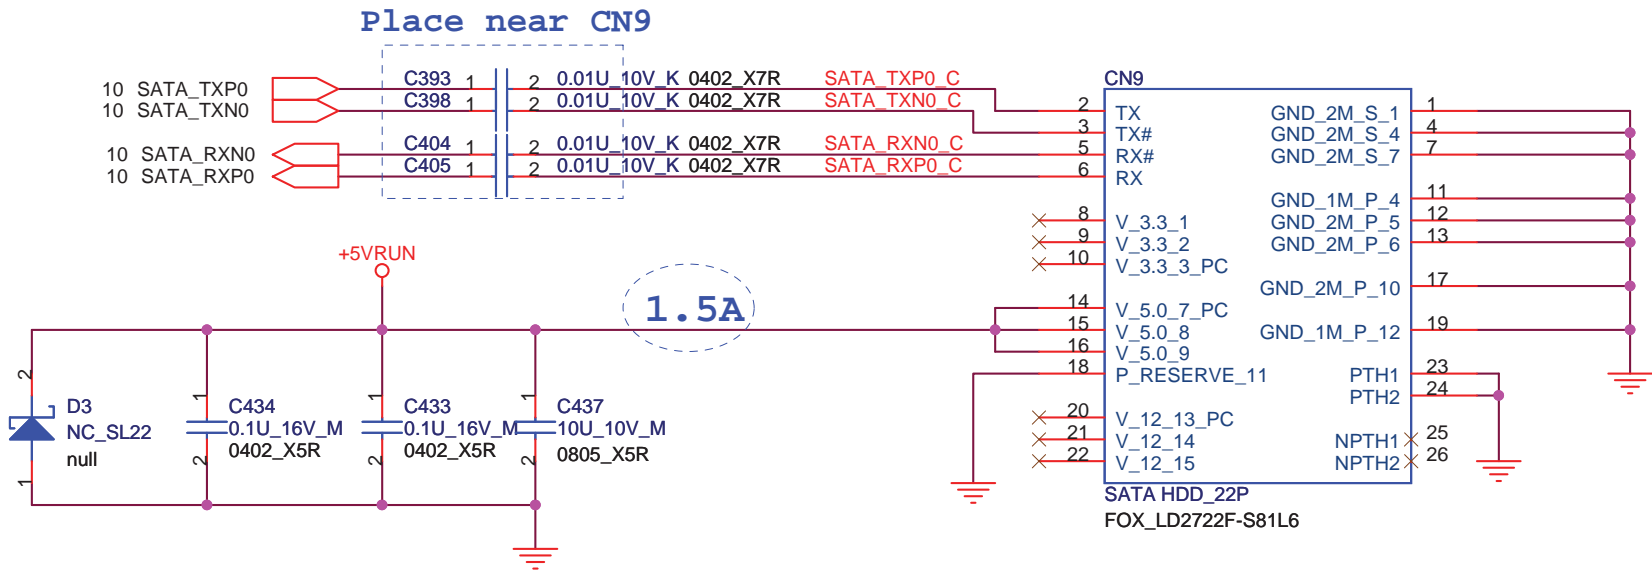 Place near CN9
10 SATA_TXP0 C393 1 2 0.01U_10V_K 0402_X7R SATA_TXP0_C
10 SATA_TXN0 C398 1 2 0.01U_10V_K 0402_X7R SATA_TXN0_C
10 SATA_RXN0 C404 1 2 0.01U_10V_K 0402_X7R SATA_RXN0_C
10 SATA_RXP0 C405 1 2 0.01U_10V_K 0402_X7R SATA_RXP0_C
CN9
2 TX GND_2M_S_1 1
3 TX# GND_2M_S_4 4
5 RX# GND_2M_S_7 7
6 RX
GND_1M_P_4 11
8 V_3.3_1 GND_2M_P_5 12
9 V_3.3_2 GND_2M_P_6 13
10 V_3.3_3_PC
GND_2M_P_10 17
14 V_5.0_7_PC
15 V_5.0_8 GND_1M_P_12 19
16 V_5.0_9
18 P_RESERVE_11 PTH1 23
PTH2 24
20 V_12_13_PC
21 V_12_14 NPTH1 25
22 V_12_15 NPTH2 26
SATA HDD_22P
FOX_LD2722F-S81L6
+5VRUN
1.5A
2
D3
NC_SL22
null
1
1
C434
0.1U_16V_M
0402_X5R
2
1
C433
0.1U_16V_M
0402_X5R
2
1
C437
10U_10V_M
0805_X5R
2